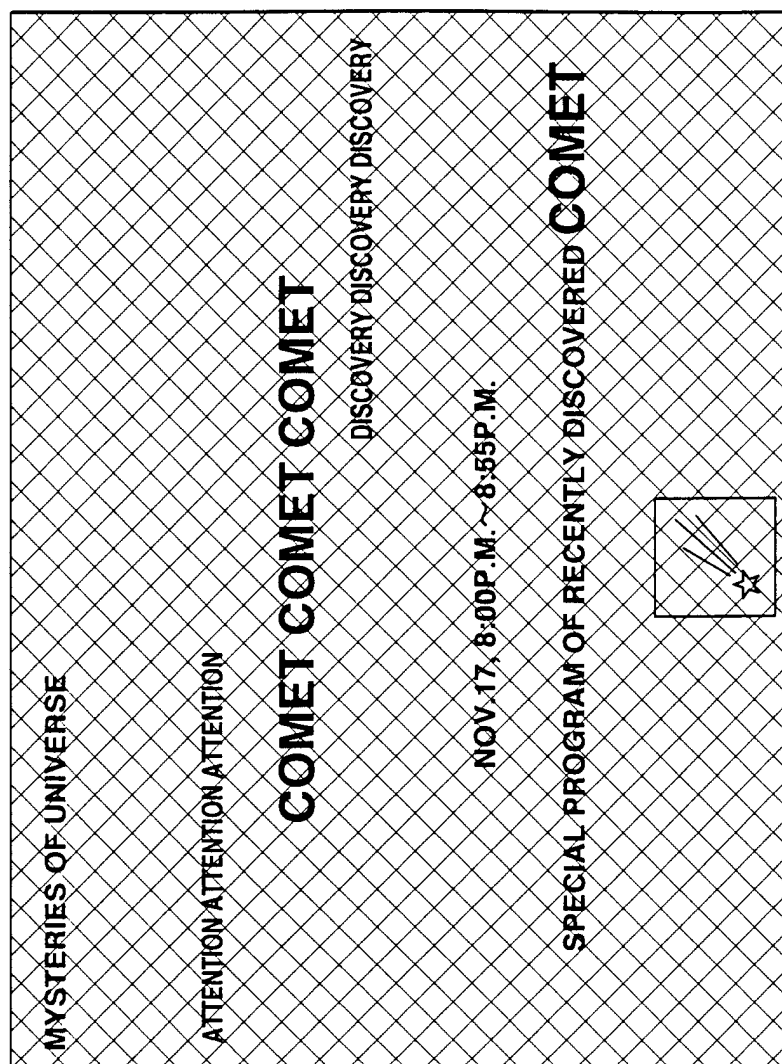 MYSTERIES OF UNIVERSE
ATTENTION ATTENTION ATTENTION
COMET COMET COMET
DISCOVERY DISCOVERY DISCOVERY
NOV.17, 8:00P.M.~8:55P.M.
SPECIAL PROGRAM OF RECENTLY DISCOVERED COMET